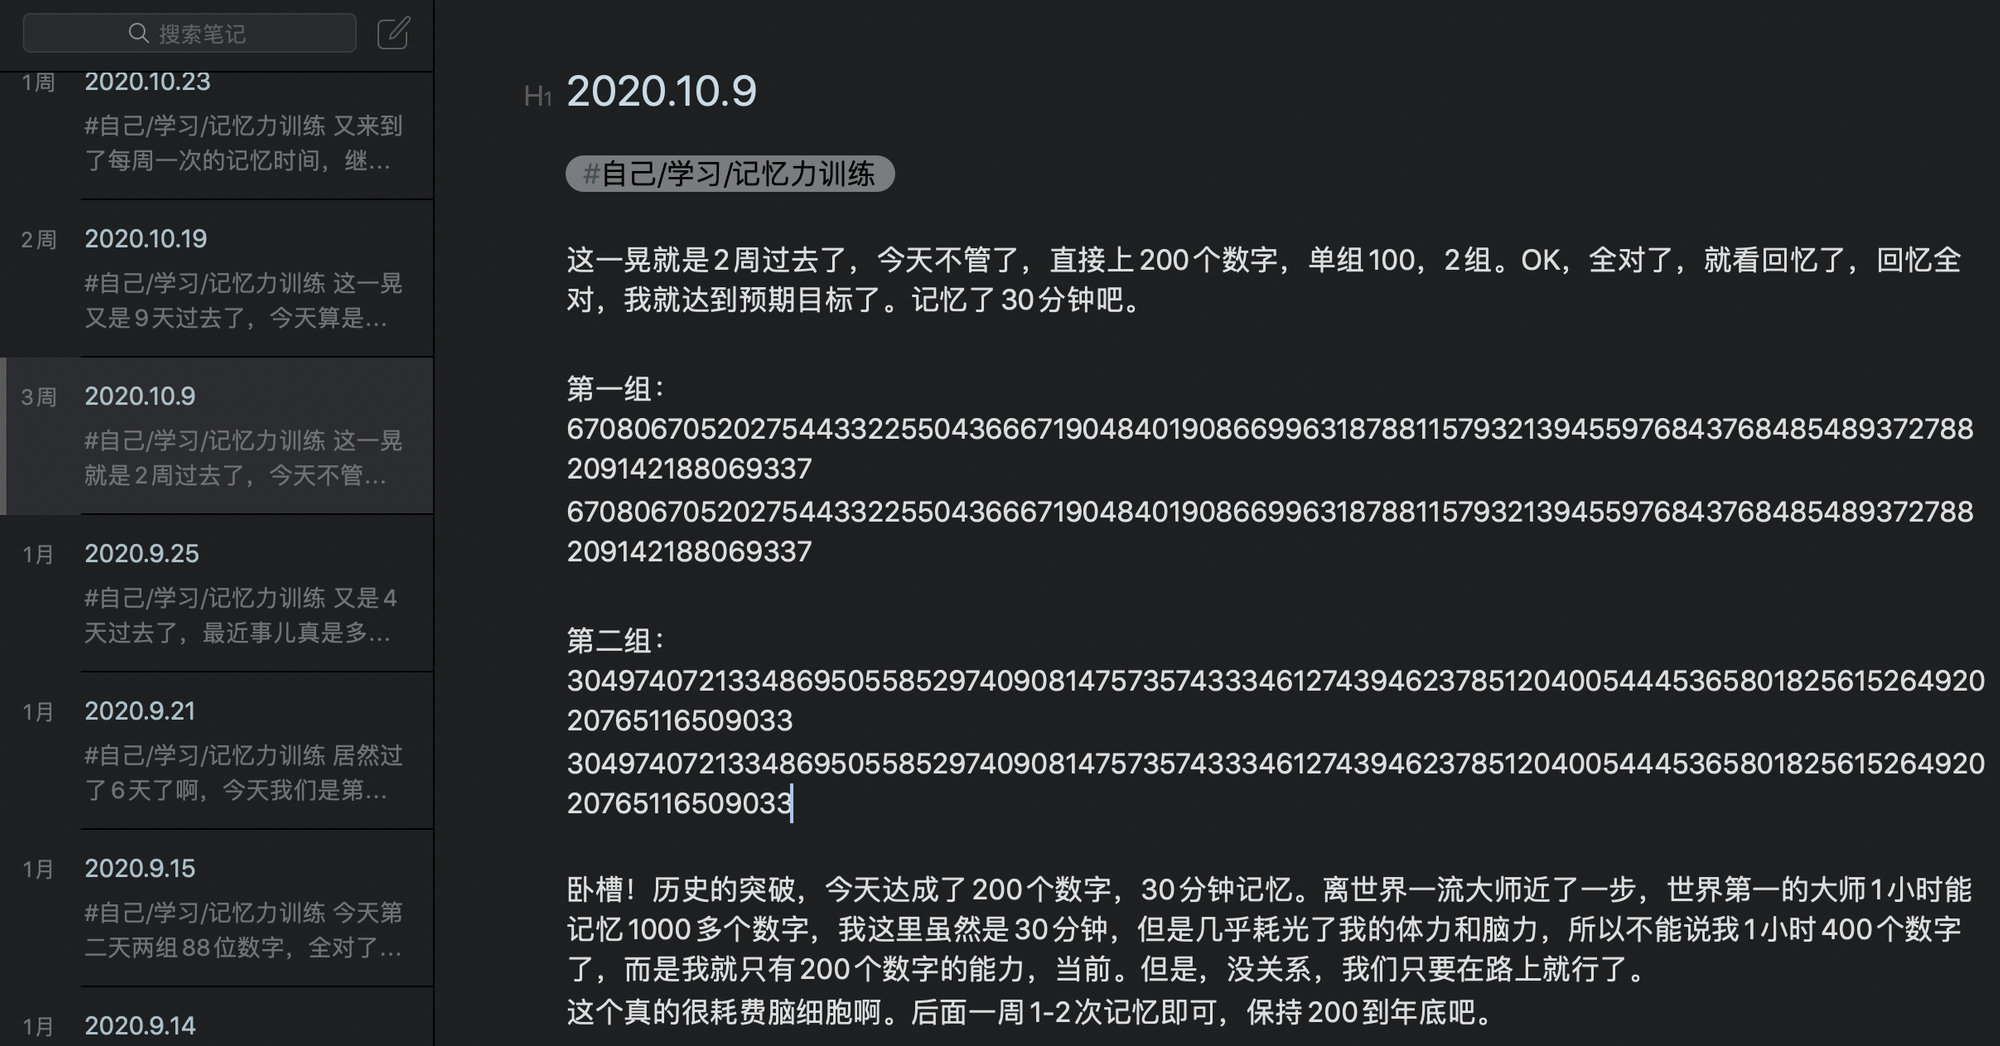 搜索笔记
1周
2020.10.23
#自己/学习/记忆力训练 又来到
了每周一次的记忆时间，继...
2周
2020.10.19
#自己/学习/记忆力训练 这一晃
又是9天过去了，今天算是...
3周
2020.10.9
#自己/学习/记忆力训练 这一晃
就是2周过去了，今天不管...
1月
2020.9.25
#自己/学习/记忆力训练 又是4
天过去了，最近事儿真是多...
1月
2020.9.21
#自己/学习/记忆力训练 居然过
了6天了啊，今天我们是第...
1月
2020.9.15
#自己/学习/记忆力训练 今天第
二天两组88位数字，全对了...
1月
2020.9.14
H1 2020.10.9
#自己/学习/记忆力训练
这一晃就是2周过去了，今天不管了，直接上200个数字，单组100，2组。OK，全对了，就看回忆了，回忆全
对，我就达到预期目标了。记忆了30分钟吧。
第一组：
6708067052027544332255043666719048401908669963187881157932139455976843768485489372788
209142188069337
6708067052027544332255043666719048401908669963187881157932139455976843768485489372788
209142188069337
第二组：
30497407213348695055852974090814757357433346127439462378512040054445365801825615264920
20765116509033
30497407213348695055852974090814757357433346127439462378512040054445365801825615264920
20765116509033
卧槽！历史的突破，今天达成了200个数字，30分钟记忆。离世界一流大师近了一步，世界第一的大师1小时能
记忆1000多个数字，我这里虽然是30分钟，但是几乎耗光了我的体力和脑力，所以不能说我1小时400个数字
了，而是我就只有200个数字的能力，当前。但是，没关系，我们只要在路上就行了。
这个真的很耗费脑细胞啊。后面一周1-2次记忆即可，保持200到年底吧。